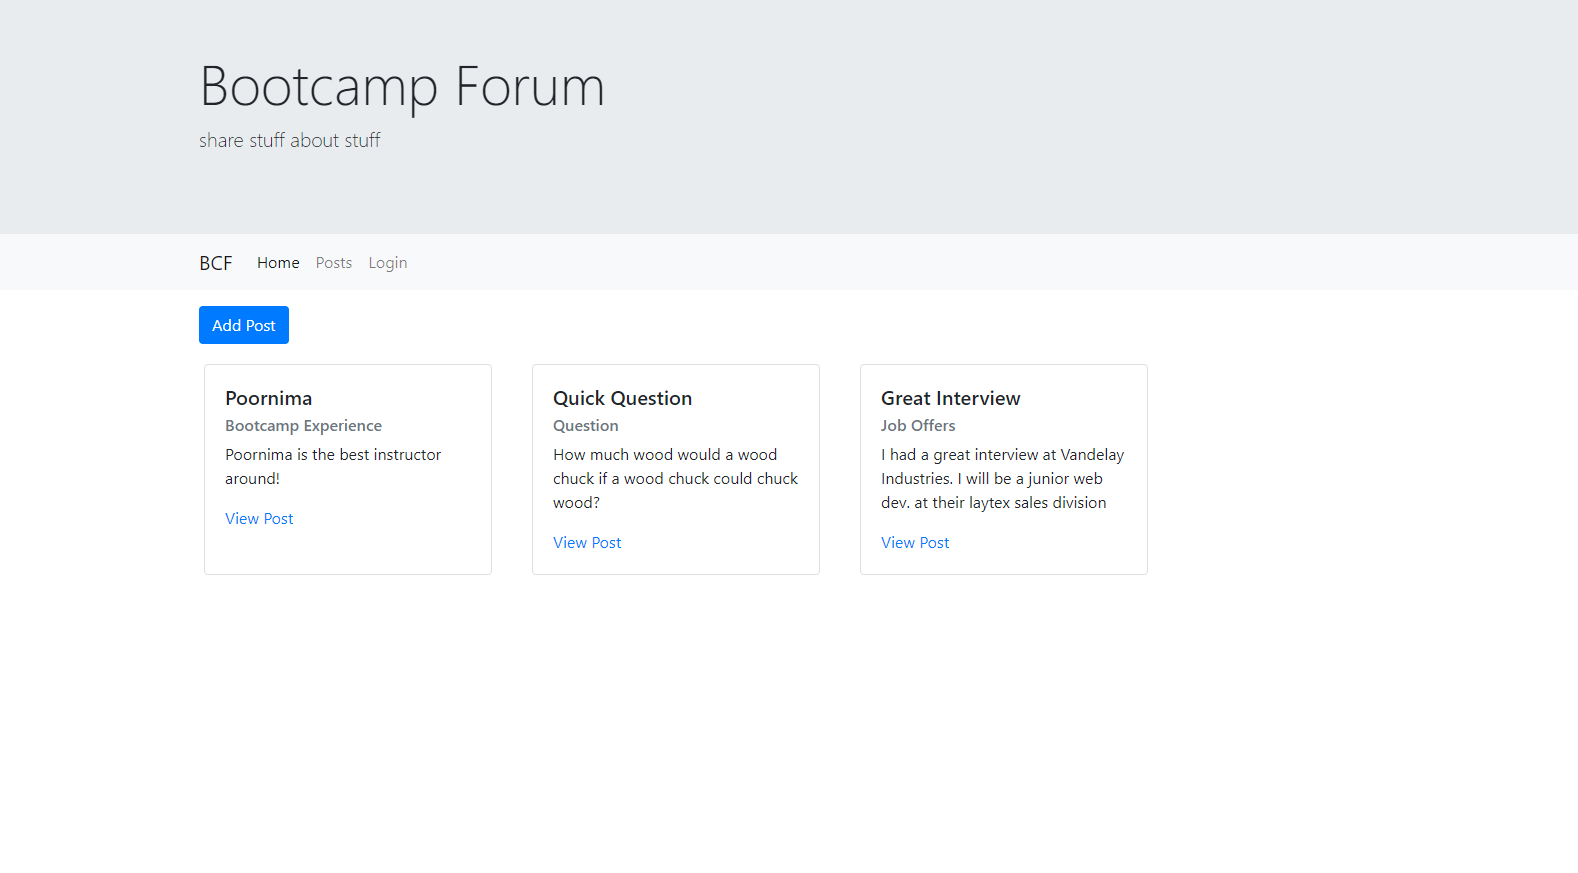 Bootcamp Forum
share stuff about stuff
BCF Home Posts Login
Add Post
Poornima
Bootcamp Experience
Poornima is the best instructor
around!
View Post
Quick Question
Question
How much wood would a wood
chuck if a wood chuck could chuck
wood?
View Post
Great Interview
Job Offers
I had a great interview at Vandelay
Industries. I will be a junior web
dev. at their laytex sales division
View Post